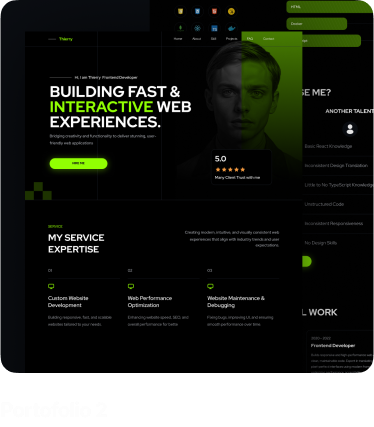 HTML
Docker
Thierry
Home
About
Skill
Projects
FAQ
Contact
Hi, I am Thierry Frontend Developer
BUILDING FAST &
INTERACTIVE WEB
EXPERIENCES.
Bridging creativity and functionality to deliver stunning, user-
friendly web applications
HIRE ME
5.0
Many Client Trust with me
GE ME?
ANOTHER TALENT
Basic React Knowledge
Inconsistent Design Translation
Little to No TypeScript Knowledge
Unstructured Code
Inconsistent Responsiveness
No Design Skills
SERVICE
MY SERVICE
EXPERTISE
Creating modern, intuitive, and visually consistent web
experiences that align with industry trends and user
expectations.
01
Custom Website
Development
Building responsive, fast, and scalable
websites tailored to your needs
02
Web Performance
Optimization
Enhancing website speed, SEO, and
overall performance for better
03
Website Maintenance &
Debugging
Fixing bugs, improving UI, and ensuring
smooth performance over time
L WORK
Frontend Developer